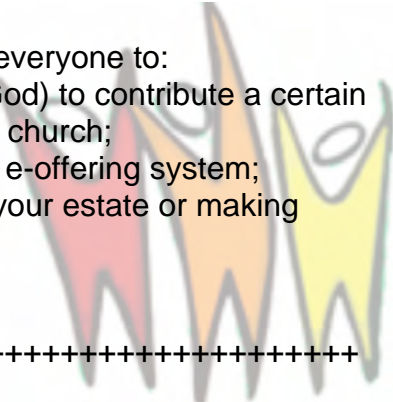 everyone to:
God) to contribute a certain
church;
e-offering system;
your estate or making
++++++++++++++++++++